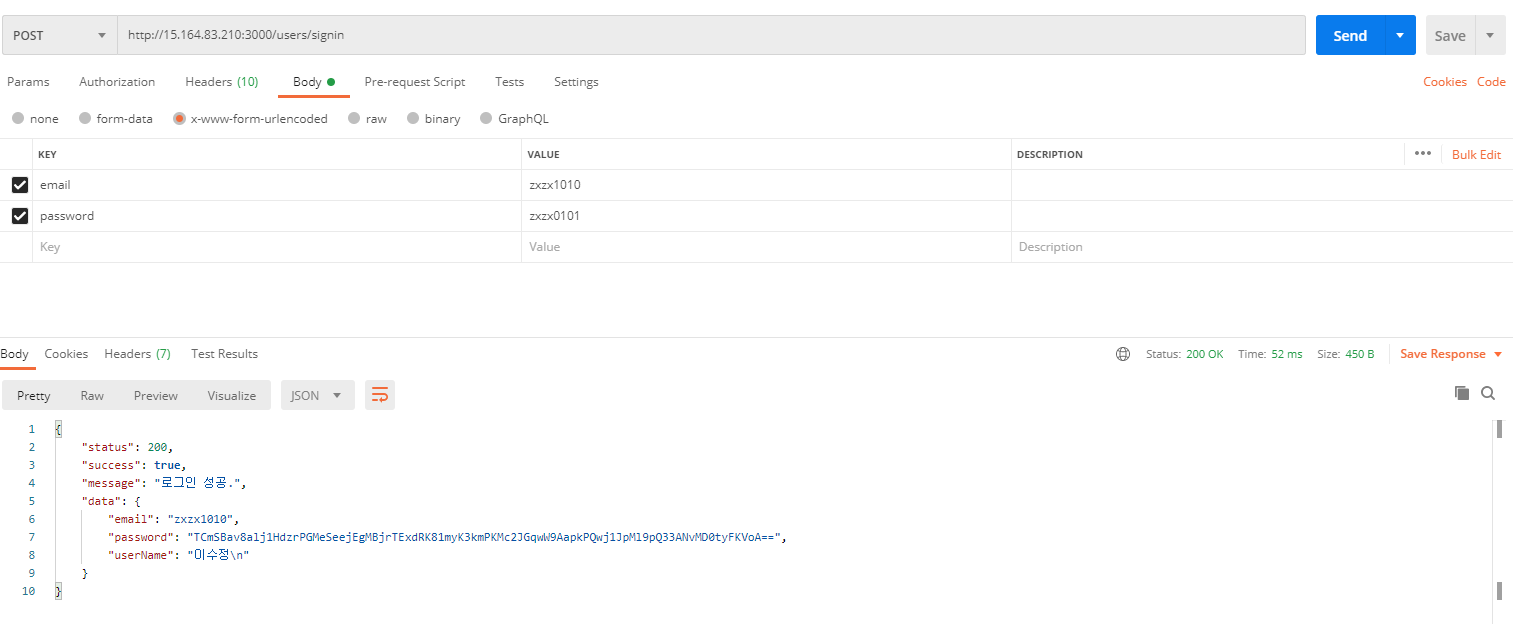 POST http://15.164.83.210:3000/users/signin Send Save
Params Authorization Headers (10) Body Pre-request Script Tests Settings Cookies Code
none form-data x-www-form-urlencoded raw binary GraphQL
KEY VALUE DESCRIPTION ••• Bulk Edit
email zxzx1010
password zxzx0101
Key Value Description
Body Cookies Headers (7) Test Results Status: 200 OK Time: 52 ms Size: 450 B Save Response
Pretty Raw Preview Visualize JSON
1 {
2 "status": 200,
3 "success": true,
4 "message": "로그인 성공.",
5 "data": {
6 "email": "zxzx1010",
7 "password": "TCmSBav8alj1HdzrPGMeSeejEgMBjrTExdRK81myK3kmPKMc2JGqwW9AapkPQwj1JpMl9pQ33ANvMD0tyFKVoA==",
8 "userName": "이수정\n"
9 }
10 }